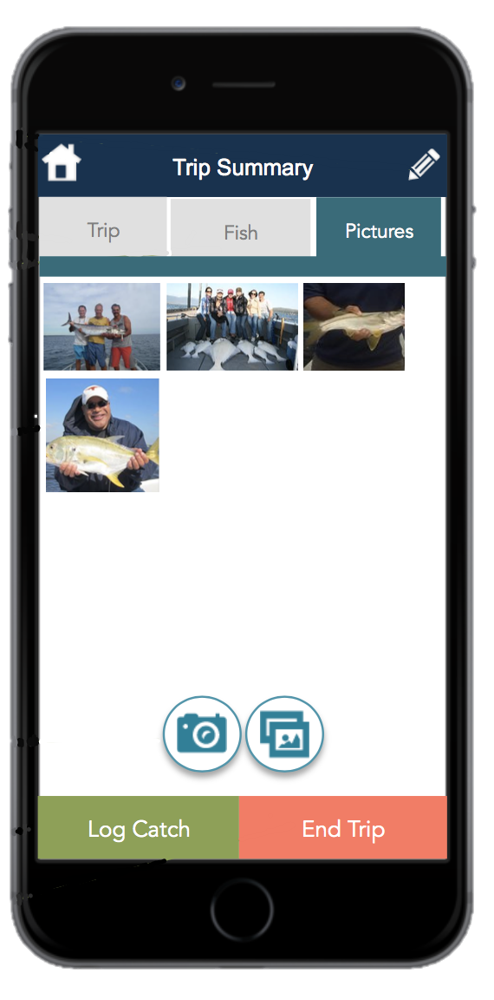 Trip Summary
Trip
Fish
Pictures
Log Catch
End Trip